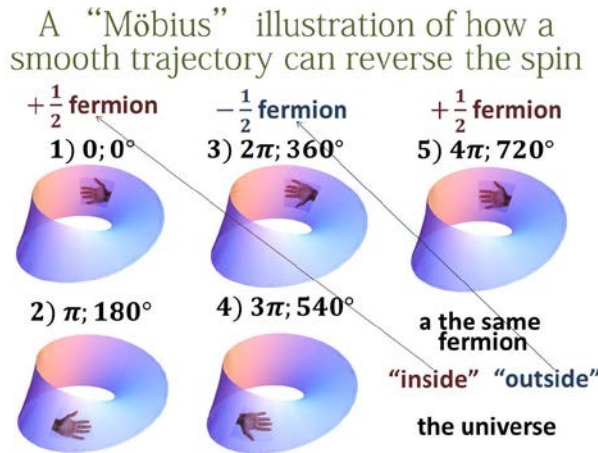 A “Möbius” illustration of how a
smooth trajectory can reverse the spin
+1/2 fermion
−1/2 fermion
+1/2 fermion
1) 0; 0°
3) 2π; 360°
5) 4π; 720°
2) π; 180°
4) 3π; 540°
a the same
fermion
“inside” “outside”
the universe